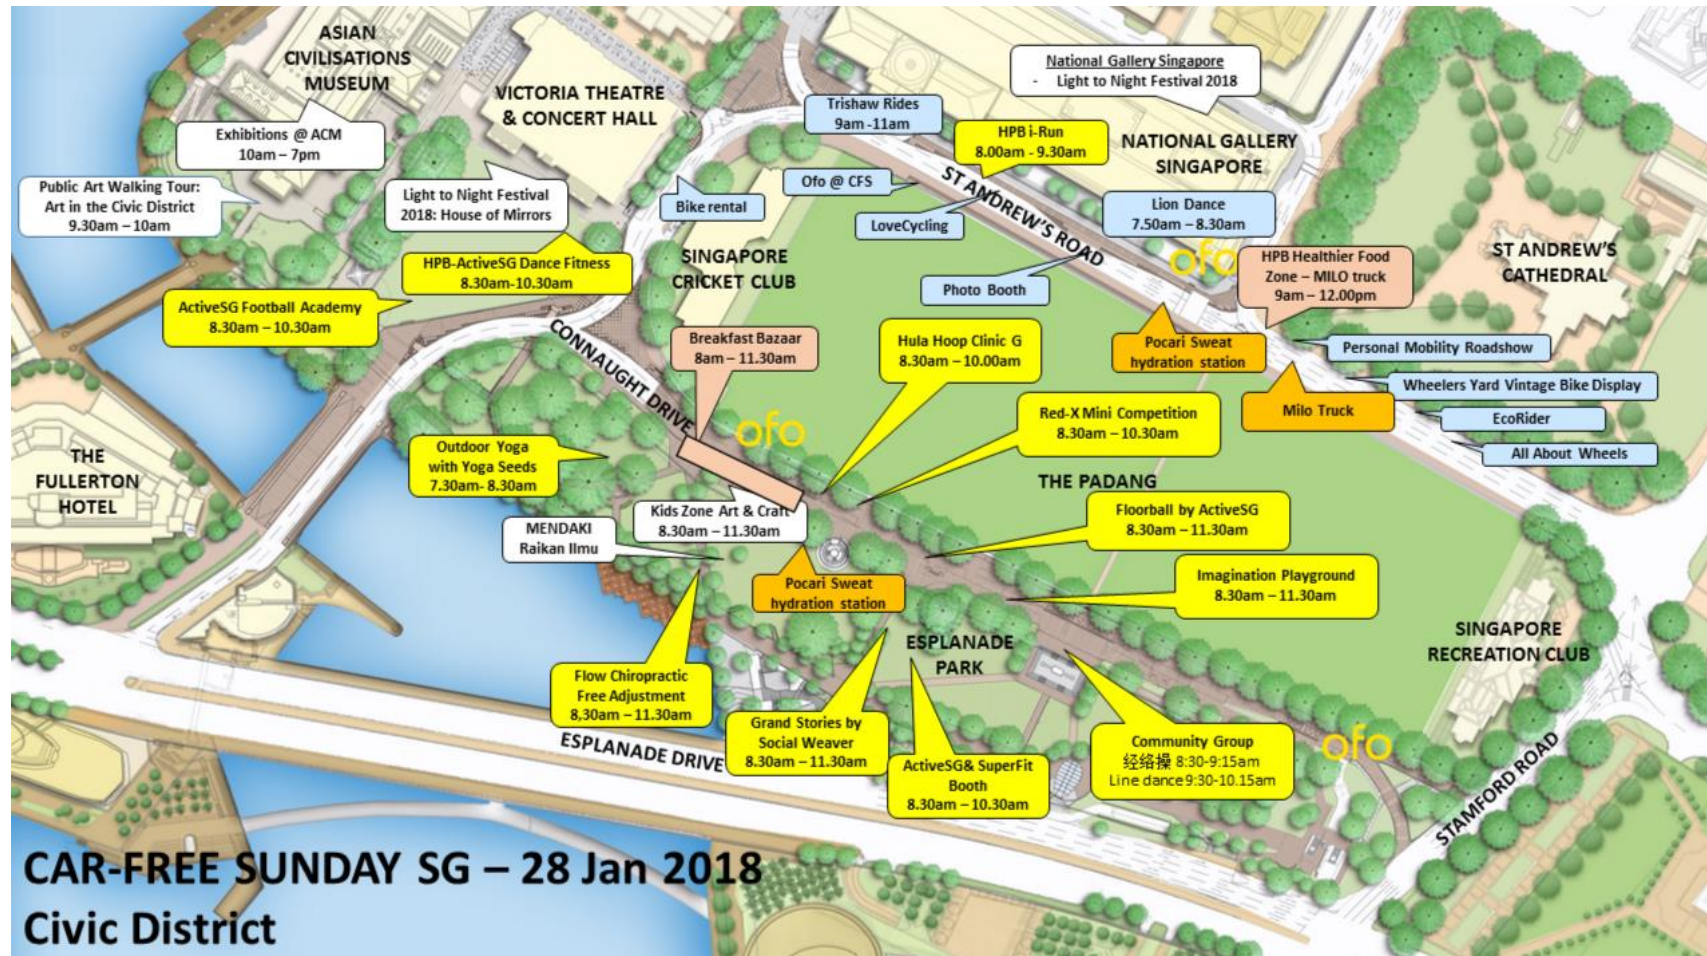 ASIAN
CIVILISATIONS
MUSEUM
Exhibitions @ ACM
10am – 7pm
Public Art Walking Tour:
Art in the Civic District
9.30am – 10am
VICTORIA THEATRE
& CONCERT HALL
Light to Night Festival
2018: House of Mirrors
Bike rental
HPB-ActiveSG Dance Fitness
8.30am-10.30am
ActiveSG Football Academy
8.30am – 10.30am
SINGAPORE
CRICKET CLUB
Trishaw Rides
9am -11am
Ofo @ CFS
LoveCycling
HPB i-Run
8.00am - 9.30am
National Gallery Singapore
- Light to Night Festival 2018
NATIONAL GALLERY
SINGAPORE
ST ANDREW'S ROAD
Lion Dance
7.50am – 8.30am
ofo
Photo Booth
HPB Healthier Food
Zone – MILO truck
9am – 12.00pm
ST ANDREW'S
CATHEDRAL
Pocari Sweat
hydration station
Milo Truck
Personal Mobility Roadshow
Wheelers Yard Vintage Bike Display
EcoRider
All About Wheels
CONNAUGHT DRIVE
Breakfast Bazaar
8am – 11.30am
ofo
Hula Hoop Clinic G
8.30am – 10.00am
Red-X Mini Competition
8.30am – 10.30am
THE PADANG
Floorball by ActiveSG
8.30am – 11.30am
Imagination Playground
8.30am – 11.30am
THE
FULLERTON
HOTEL
Outdoor Yoga
with Yoga Seeds
7.30am- 8.30am
MENDAKI
Raikan Ilmu
Kids Zone Art & Craft
8.30am – 11.30am
Pocari Sweat
hydration station
ESPLANADE
PARK
SINGAPORE
RECREATION CLUB
Flow Chiropractic
Free Adjustment
8,30am – 11.30am
Grand Stories by
Social Weaver
8.30am – 11.30am
ActiveSG& SuperFit
Booth
8.30am – 10.30am
Community Group
经络操 8:30-9:15am
Line dance 9:30-10.15am
ofo
ESPLANADE DRIVE
STAMFORD ROAD
CAR-FREE SUNDAY SG – 28 Jan 2018
Civic District